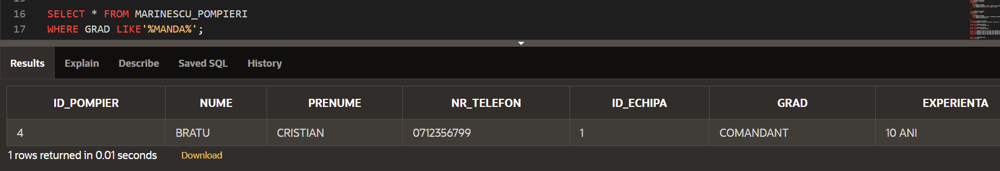 16 SELECT * FROM MARINESCU_POMPIERI
17 WHERE GRAD LIKE'%MANDA%';
Results Explain Describe Saved SQL History
ID_POMPIER NUME PRENUME NR_TELEFON ID_ECHIPA GRAD EXPERIENTA
4 BRATU CRISTIAN 0712356799 1 COMANDANT 10 ANI
1 rows returned in 0.01 seconds Download